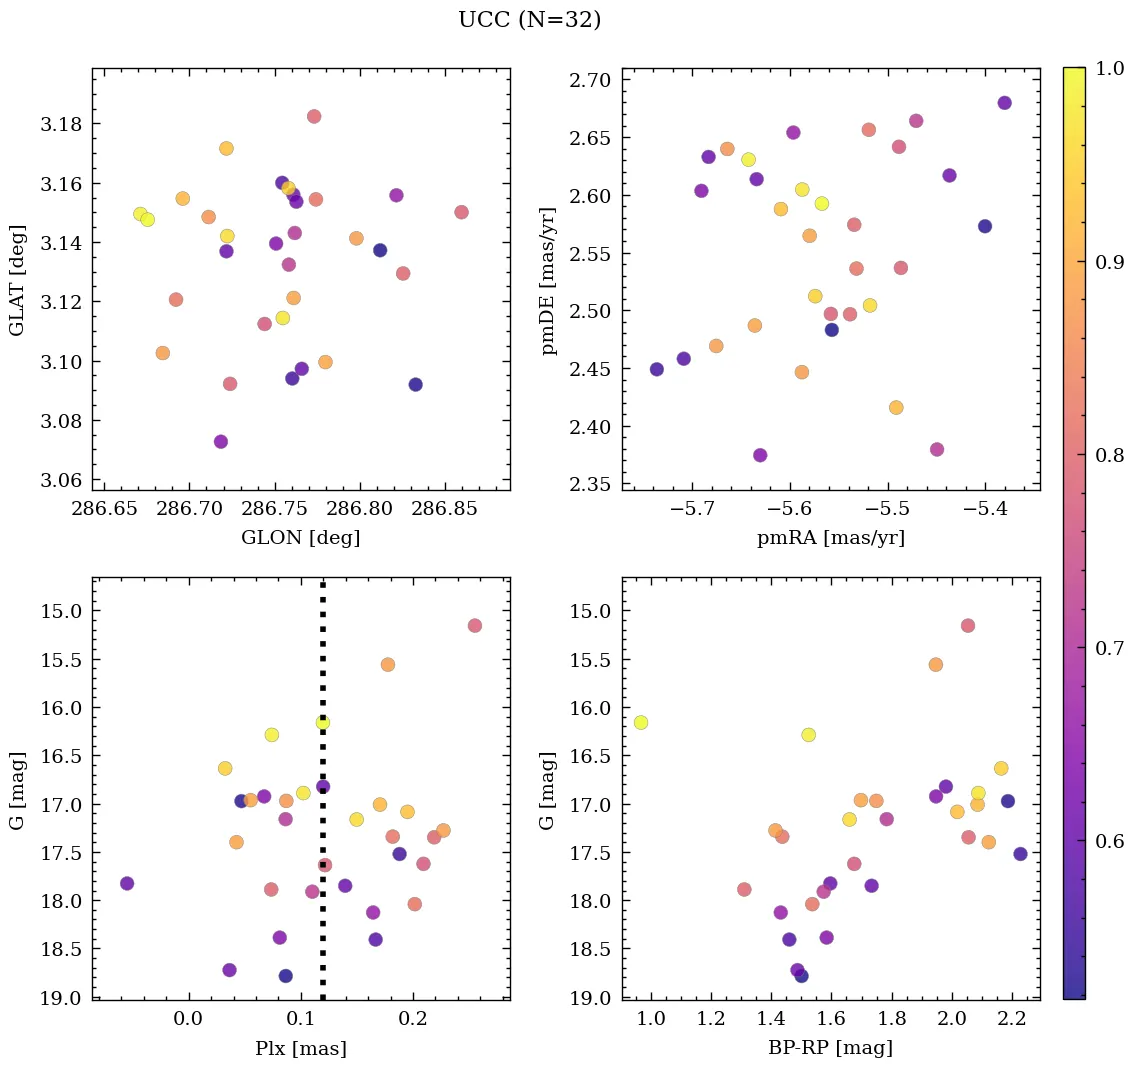 UCC (N=32)
3.18
3.16
3.14
3.12
3.10
3.08
3.06
GLAT [deg]
286.65 286.70 286.75 286.80 286.85
GLON [deg]
2.70
2.65
2.60
2.55
2.50
2.45
2.40
2.35
pmDE [mas/yr]
−5.7 −5.6 −5.5 −5.4
pmRA [mas/yr]
15.0
15.5
16.0
16.5
17.0
17.5
18.0
18.5
19.0
G [mag]
0.0 0.1 0.2
Plx [mas]
15.0
15.5
16.0
16.5
17.0
17.5
18.0
18.5
19.0
G [mag]
1.0 1.2 1.4 1.6 1.8 2.0 2.2
BP-RP [mag]
1.0
0.9
0.8
0.7
0.6